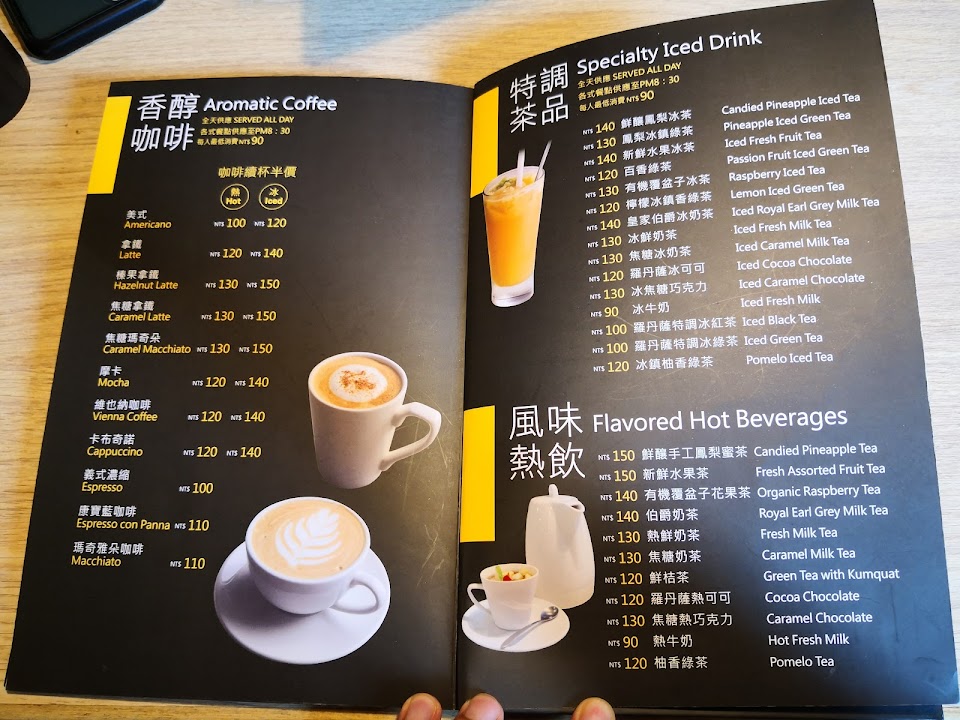 香醇
咖啡 Aromatic Coffee
全天供應 SERVED ALL DAY
各式餐點供應至PM8：30
每人最低消費NT$ 90
咖啡續杯半價
熱 Hot 冰 Iced
美式
Americano NT$ 100 NT$ 120
拿鐵
Latte NT$ 120 NT$ 140
榛果拿鐵
Hazelnut Latte NT$ 130 NT$ 150
焦糖拿鐵
Caramel Latte NT$ 130 NT$ 150
焦糖瑪奇朵
Caramel Macchiato NT$ 130 NT$ 150
摩卡
Mocha NT$ 120 NT$ 140
維也納咖啡
Vienna Coffee NT$ 120 NT$ 140
卡布奇諾
Cappuccino NT$ 120 NT$ 140
義式濃縮
Espresso NT$ 100
康寶藍咖啡
Espresso con Panna NT$ 110
瑪奇雅朵咖啡
Macchiato NT$ 110
特調
茶品 Specialty Iced Drink
全天供應 SERVED ALL DAY
各式餐點供應至PM8：30
每人最低消費NT$ 90
NT$ 140 鮮釀鳳梨冰茶 Candied Pineapple Iced Tea
NT$ 130 鳳梨冰鎮綠茶 Pineapple Iced Green Tea
NT$ 140 新鮮水果冰茶 Iced Fresh Fruit Tea
NT$ 120 百香綠茶 Passion Fruit Iced Green Tea
NT$ 130 有機覆盆子冰茶 Raspberry Iced Tea
NT$ 120 檸檬冰鎮香綠茶 Lemon Iced Green Tea
NT$ 140 皇家伯爵冰奶茶 Iced Royal Earl Grey Milk Tea
NT$ 130 冰鮮奶茶 Iced Fresh Milk Tea
NT$ 130 焦糖冰奶茶 Iced Caramel Milk Tea
NT$ 120 羅丹薩冰可可 Iced Cocoa Chocolate
NT$ 130 冰焦糖巧克力 Iced Caramel Chocolate
NT$ 90 冰牛奶 Iced Fresh Milk
NT$ 100 羅丹薩特調冰紅茶 Iced Black Tea
NT$ 100 羅丹薩特調冰綠茶 Iced Green Tea
NT$ 120 冰鎮柚香綠茶 Pomelo Iced Tea
風味
熱飲 Flavored Hot Beverages
NT$ 150 鮮釀手工鳳梨蜜茶 Candied Pineapple Tea
NT$ 150 新鮮水果茶 Fresh Assorted Fruit Tea
NT$ 140 有機覆盆子花果茶 Organic Raspberry Tea
NT$ 140 伯爵奶茶 Royal Earl Grey Milk Tea
NT$ 130 熱鮮奶茶 Fresh Milk Tea
NT$ 130 焦糖奶茶 Caramel Milk Tea
NT$ 120 鮮桔茶 Green Tea with Kumquat
NT$ 120 羅丹薩熱可可 Cocoa Chocolate
NT$ 130 焦糖熱巧克力 Caramel Chocolate
NT$ 90 熱牛奶 Hot Fresh Milk
NT$ 120 柚香綠茶 Pomelo Tea